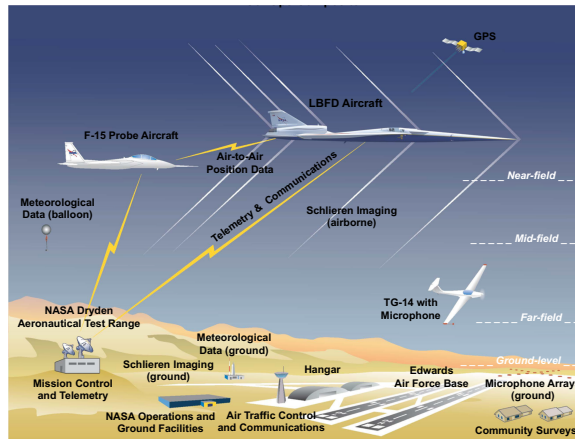 GPS
LBFD Aircraft
F-15 Probe Aircraft
Air-to-Air
Position Data
Telemetry & Communications
Near-field
Meteorological
Data (balloon)
Schlieren Imaging
(airborne)
Mid-field
NASA Dryden
Aeronautical Test Range
TG-14 with
Microphone
Far-field
Meteorological
Data (ground)
Ground-level
Schlieren Imaging
(ground)
Hangar
Edwards
Air Force Base
Mission Control
and Telemetry
Microphone Array
(ground)
NASA Operations and
Ground Facilities
Air Traffic Control
and Communications
Community Surveys